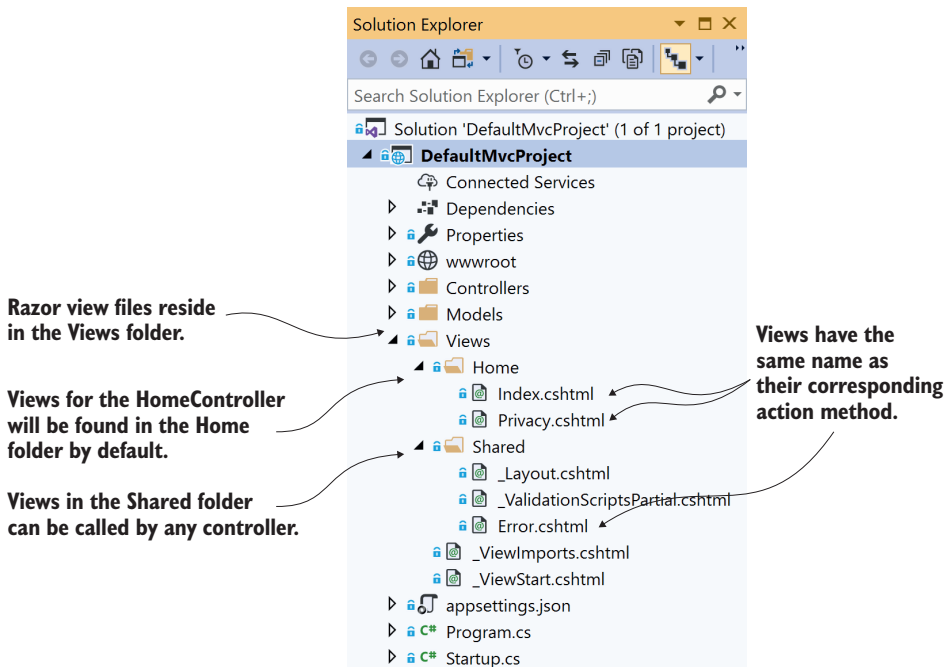 Solution Explorer
Search Solution Explorer (Ctrl+;)
Solution 'DefaultMvcProject' (1 of 1 project)
DefaultMvcProject
Connected Services
Dependencies
Properties
wwwroot
Controllers
Models
Views
Home
Index.cshtml
Privacy.cshtml
Shared
_Layout.cshtml
_ValidationScriptsPartial.cshtml
Error.cshtml
_ViewImports.cshtml
_ViewStart.cshtml
appsettings.json
C# Program.cs
C# Startup.cs
Razor view files reside
in the Views folder.
Views for the HomeController
will be found in the Home
folder by default.
Views in the Shared folder
can be called by any controller.
Views have the
same name as
their corresponding
action method.